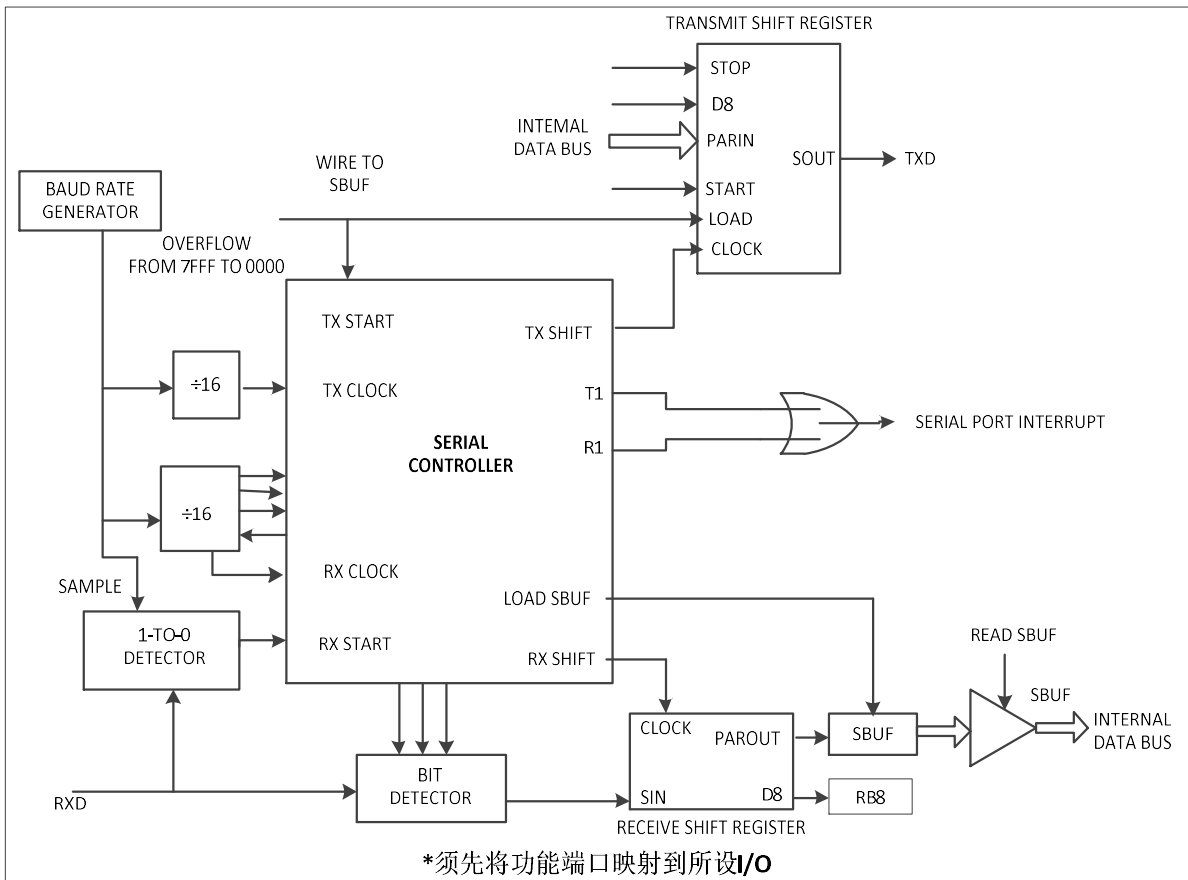 TRANSMIT SHIFT REGISTER
STOP
D8
INTEMAL
DATA BUS
PARIN
SOUT
TXD
START
LOAD
CLOCK
WIRE TO
SBUF
BAUD RATE
GENERATOR
OVERFLOW
FROM 7FFF TO 0000
TX START
TX SHIFT
÷16
TX CLOCK
T1
SERIAL PORT INTERRUPT
SERIAL
CONTROLLER
R1
÷16
RX CLOCK
SAMPLE
LOAD SBUF
1-TO-0
DETECTOR
RX START
RX SHIFT
READ SBUF
SBUF
CLOCK
PAROUT
SBUF
INTERNAL
DATA BUS
BIT
DETECTOR
RXD
SIN
D8
RB8
RECEIVE SHIFT REGISTER
*须先将功能端口映射到所设I/O